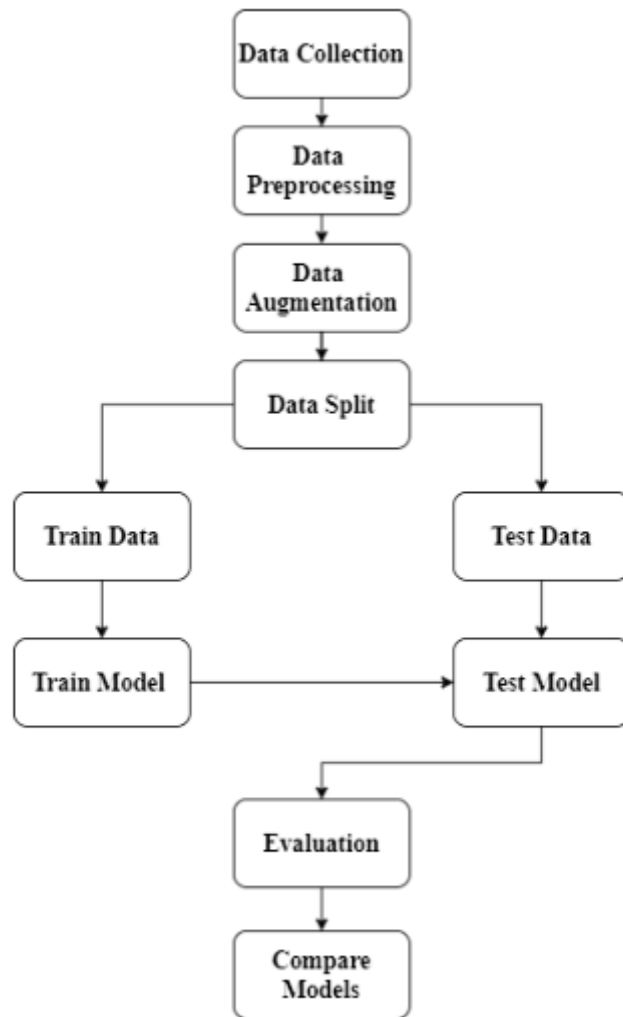 Data Collection
Data
Preprocessing
Data
Augmentation
Data Split
Train Data
Test Data
Train Model
Test Model
Evaluation
Compare
Models